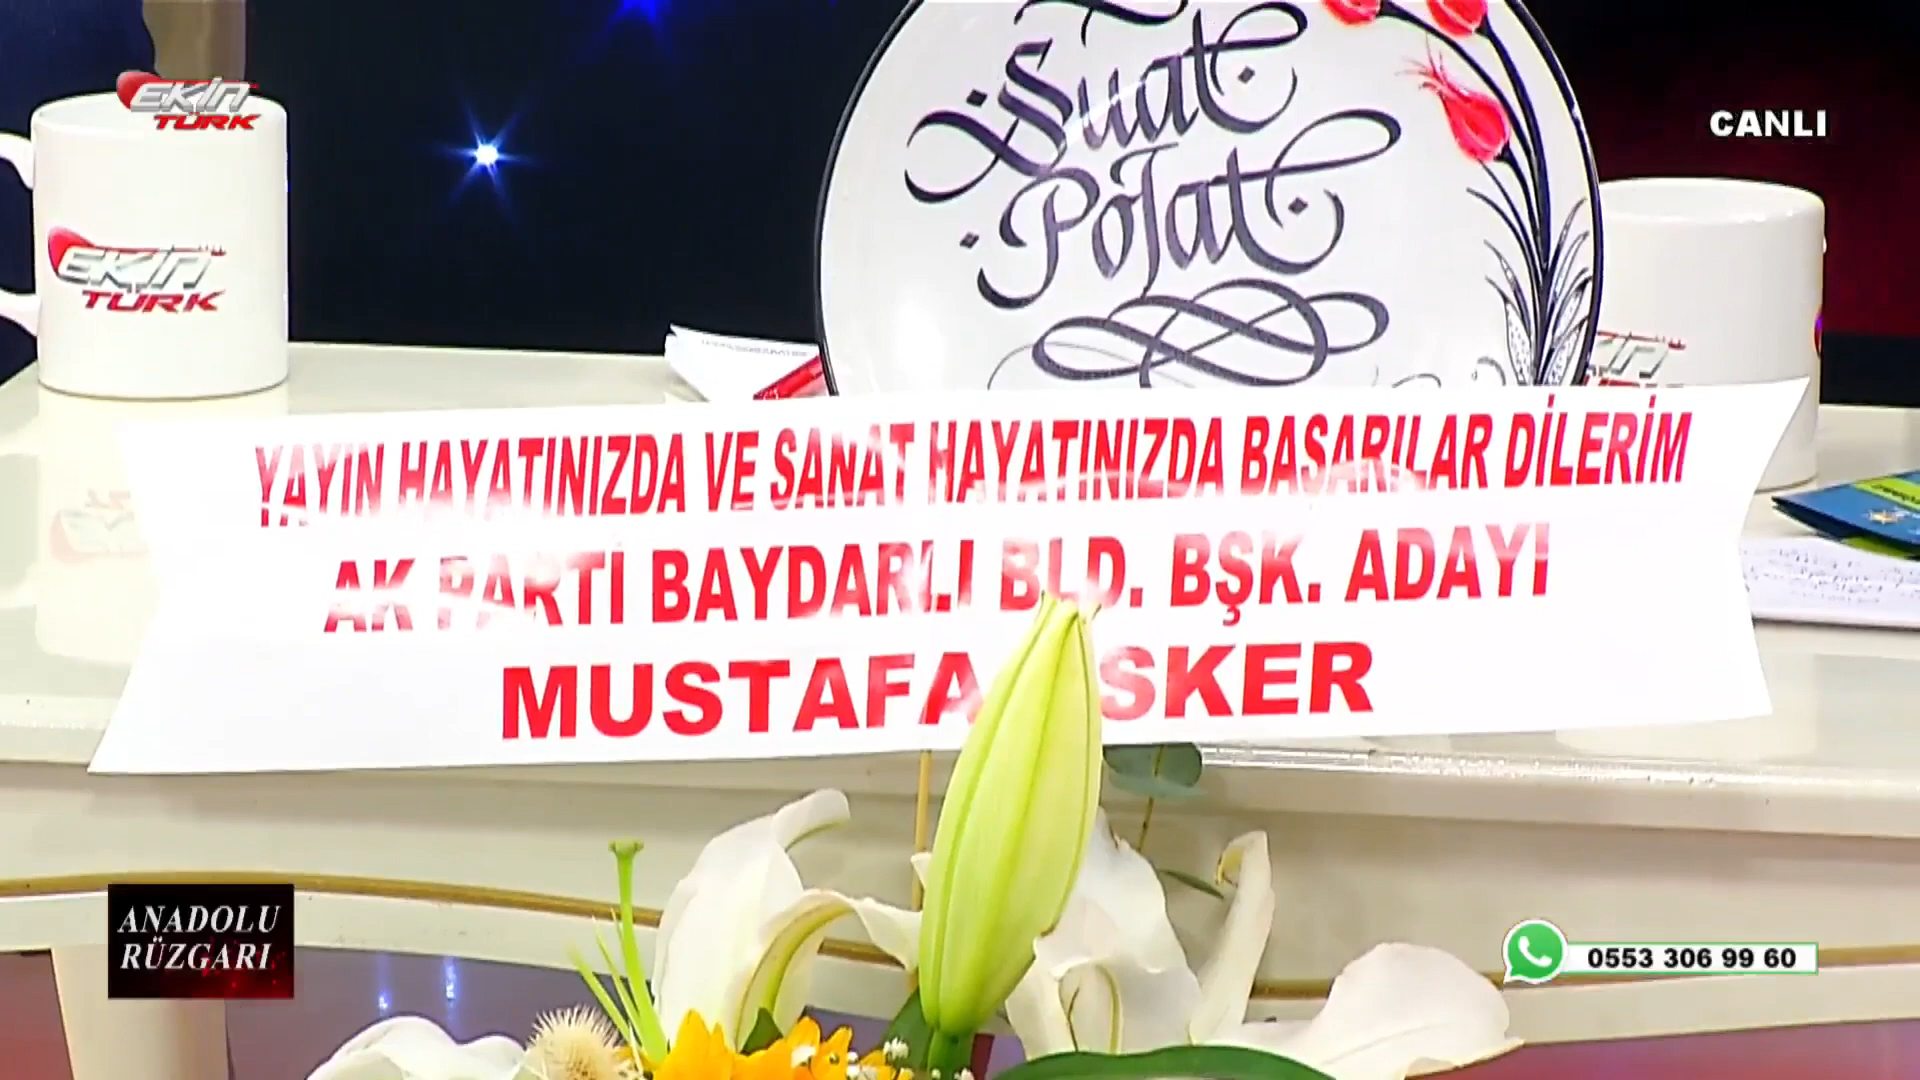 EKİN
TÜRK
CANLI
Suat
Polat
EKİN
TÜRK
YAYIN HAYATINIZDA VE SANAT HAYATINIZDA BAŞARILAR DİLERİM
AK PARTİ BAYDARLI BLD. BŞK. ADAYI
MUSTAFA
ANADOLU
RÜZGARI
0553 306 99 60